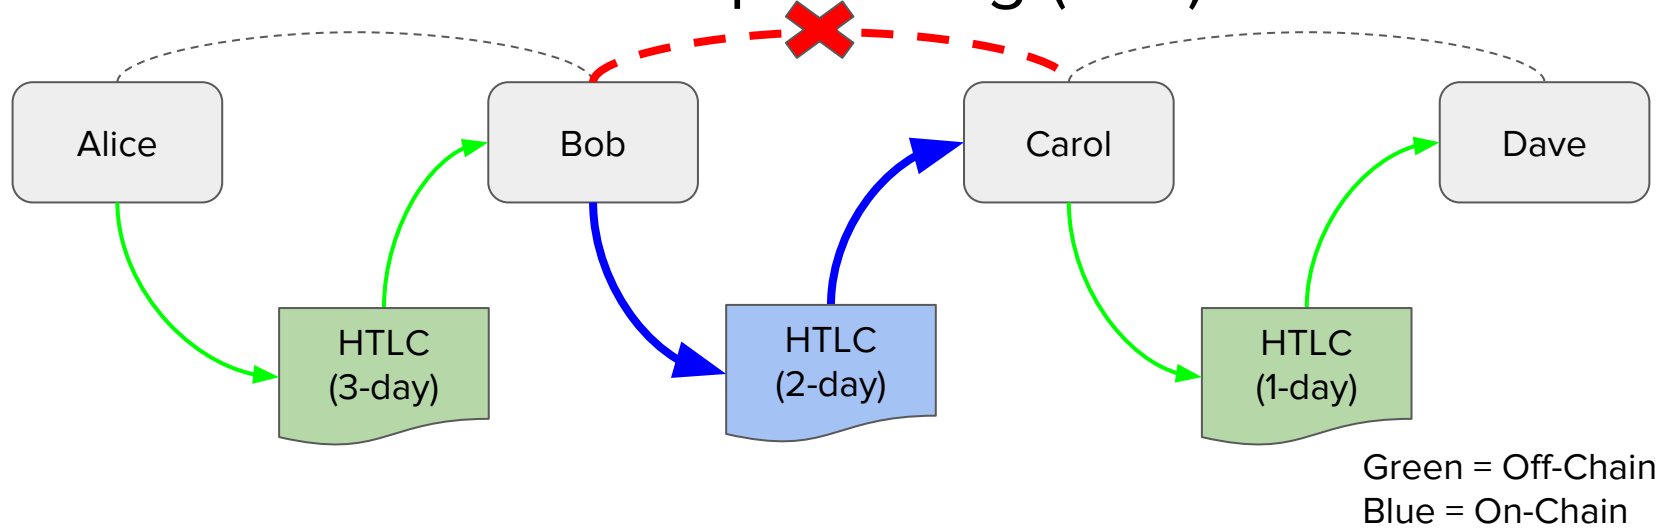 Alice
Bob
Carol
Dave
HTLC
(3-day)
HTLC
(2-day)
HTLC
(1-day)
Green = Off-Chain
Blue = On-Chain